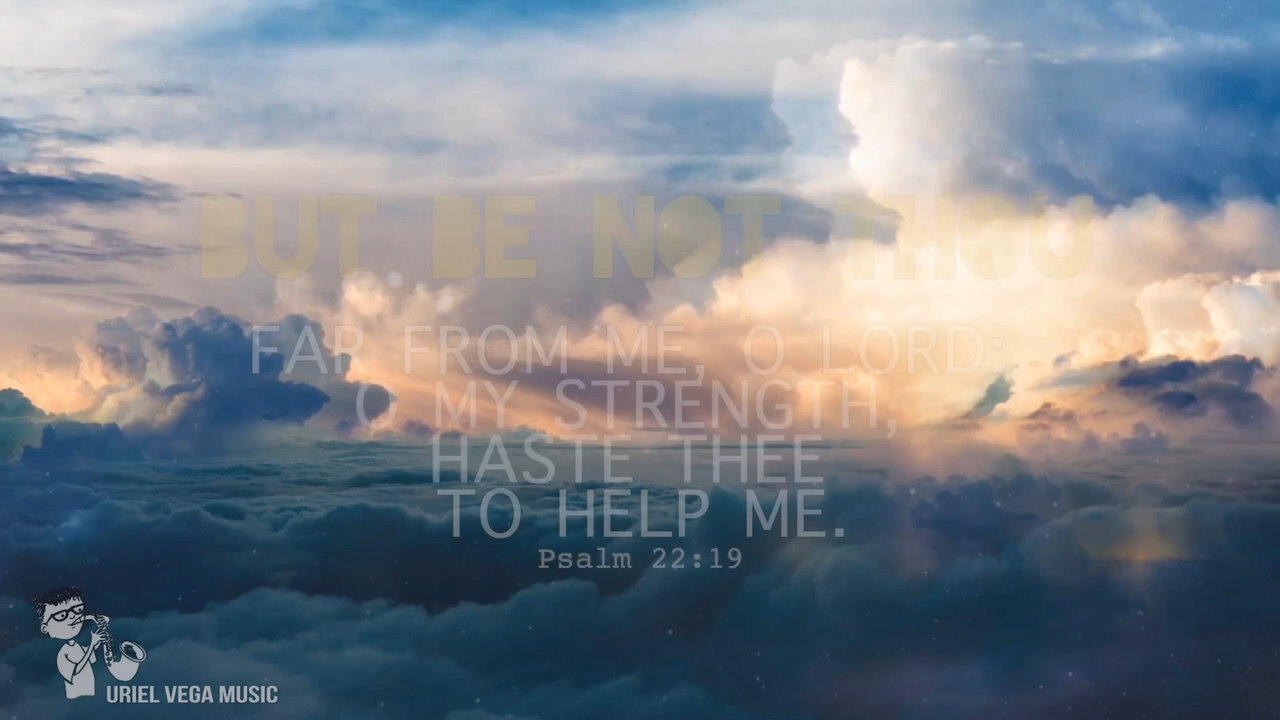 BUT BE NOT THOU
FAR FROM ME, O LORD:
O MY STRENGTH,
HASTE THEE
TO HELP ME.
Psalm 22:19
URIEL VEGA MUSIC